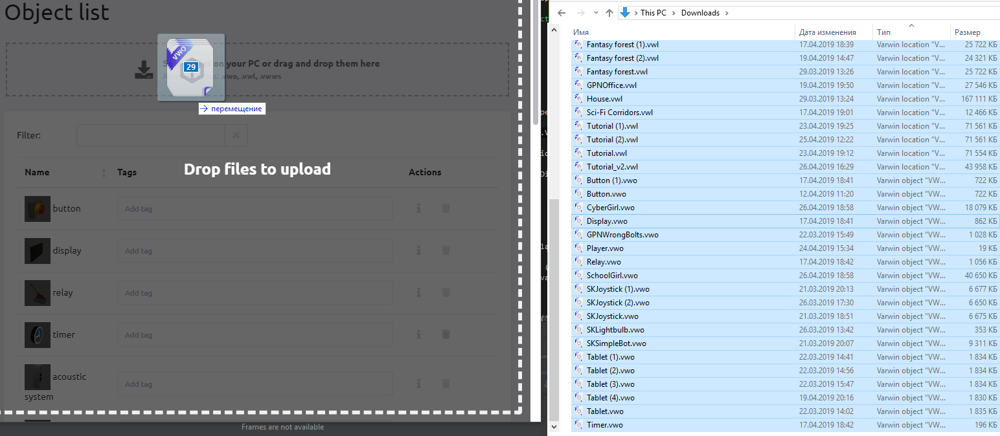 Object list
VWO
29
on your PC or drag and drop them here
.vwo, .vwl, .vwws
перемещение
Filter:
Drop files to upload
Name
Tags
Actions
button
Add tag
display
Add tag
relay
Add tag
timer
Add tag
acoustic system
Add tag
Frames are not available
This PC
Downloads
Имя Дата изменения Тип Размер
Fantasy forest (1).vwl 17.04.2019 18:39 Varwin location "V... 25 722 КБ
Fantasy forest (2).vwl 19.04.2019 14:47 Varwin location "V... 24 321 КБ
Fantasy forest.vwl 29.03.2019 13:26 Varwin location "V... 25 722 КБ
GPNOffice.vwl 19.04.2019 19:50 Varwin location "V... 27 546 КБ
House.vwl 29.03.2019 13:24 Varwin location "V... 167 111 КБ
Sci-Fi Corridors.vwl 17.04.2019 19:01 Varwin location "V... 12 466 КБ
Tutorial (1).vwl 23.04.2019 19:25 Varwin location "V... 71 561 КБ
Tutorial (2).vwl 25.04.2019 12:22 Varwin location "V... 71 561 КБ
Tutorial.vwl 23.04.2019 19:12 Varwin location "V... 71 554 КБ
Tutorial_v2.vwl 26.04.2019 16:29 Varwin location "V... 43 958 КБ
Button (1).vwo 17.04.2019 18:41 Varwin object "VW... 722 КБ
Button.vwo 12.04.2019 11:20 Varwin object "VW... 722 КБ
CyberGirl.vwo 26.04.2019 18:58 Varwin object "VW... 18 079 КБ
Display.vwo 17.04.2019 18:41 Varwin object "VW... 862 КБ
GPNWrongBolts.vwo 22.03.2019 15:49 Varwin object "VW... 1 028 КБ
Player.vwo 24.04.2019 15:34 Varwin object "VW... 19 КБ
Relay.vwo 17.04.2019 18:42 Varwin object "VW... 1 056 КБ
SchoolGirl.vwo 26.04.2019 18:58 Varwin object "VW... 40 650 КБ
SKJoystick (1).vwo 21.03.2019 20:13 Varwin object "VW... 6 677 КБ
SKJoystick (2).vwo 26.03.2019 17:30 Varwin object "VW... 6 650 КБ
SKJoystick.vwo 21.03.2019 18:51 Varwin object "VW... 6 675 КБ
SKLightbulb.vwo 26.03.2019 13:42 Varwin object "VW... 353 КБ
SKSimpleBot.vwo 21.03.2019 20:07 Varwin object "VW... 9 311 КБ
Tablet (1).vwo 22.03.2019 14:41 Varwin object "VW... 1 834 КБ
Tablet (2).vwo 22.03.2019 14:56 Varwin object "VW... 1 834 КБ
Tablet (3).vwo 22.03.2019 15:47 Varwin object "VW... 1 834 КБ
Tablet (4).vwo 19.04.2019 20:16 Varwin object "VW... 1 830 КБ
Tablet.vwo 22.03.2019 14:02 Varwin object "VW... 1 835 КБ
Timer.vwo 17.04.2019 18:42 Varwin object "VW... 196 КБ